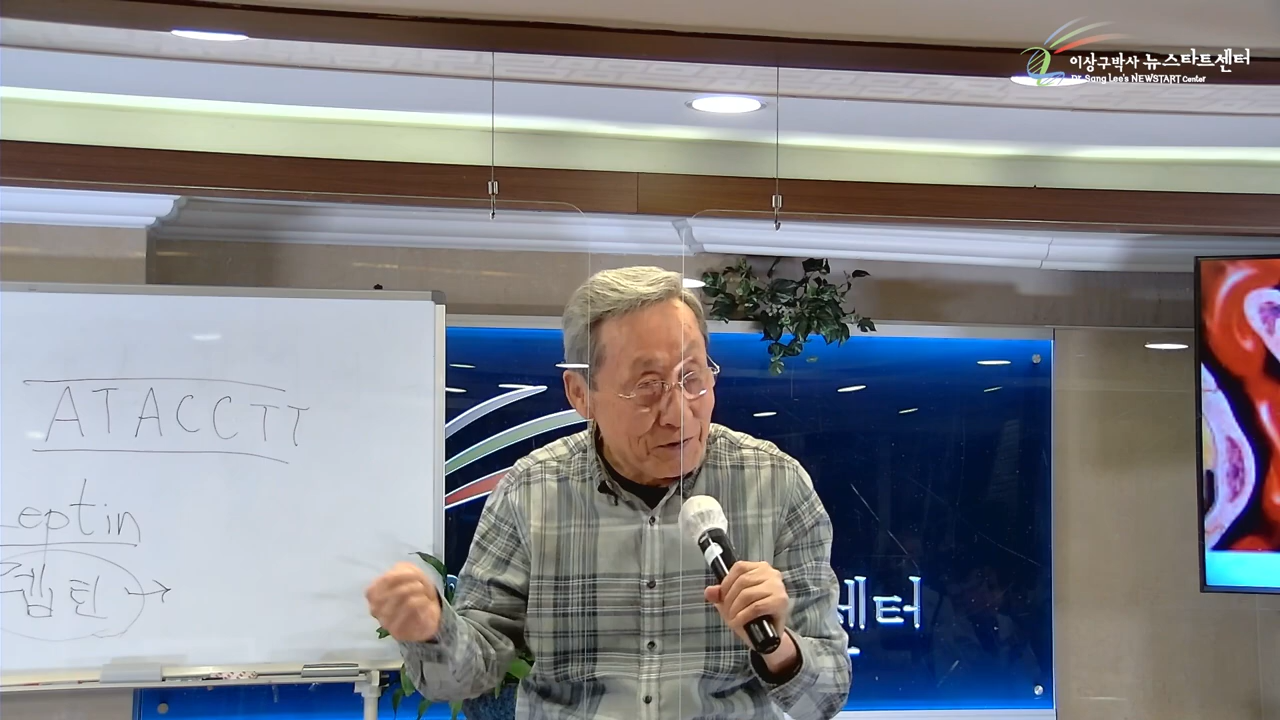 이상구박사 뉴스타트센터
Dr. Sang Lee's NEWSTART Center
ATACCTT
Leptin
렙틴 →
센터